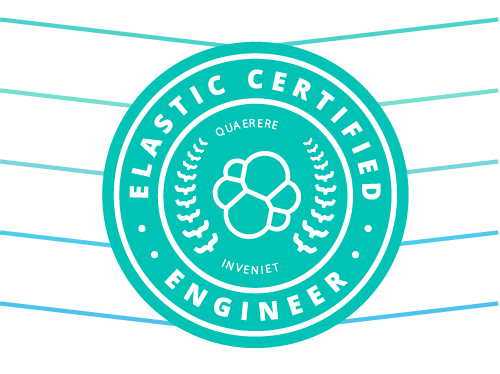 ELASTIC CERTIFIED
QUAERERE
INVENIET
ENGINEER